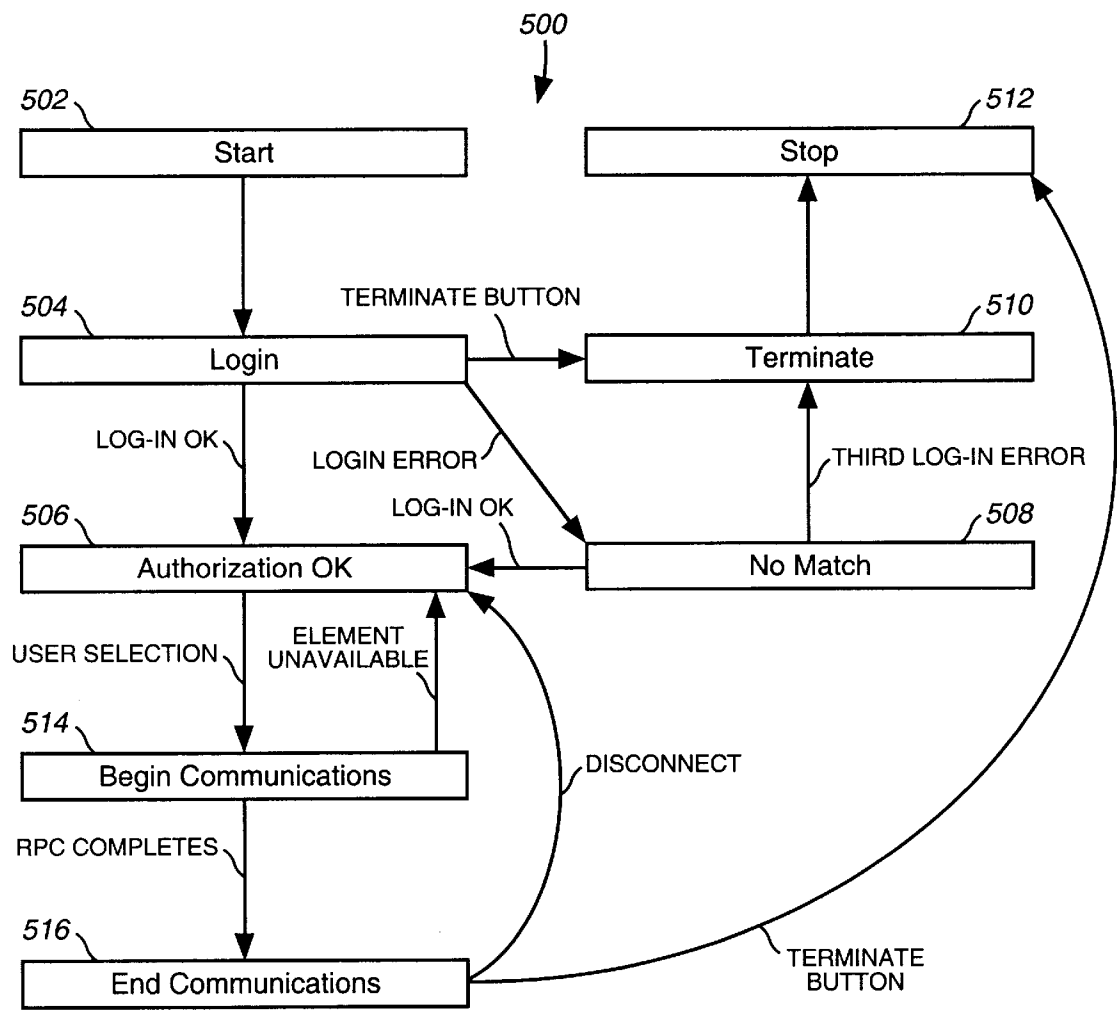 500
502
512
Start
Stop
TERMINATE BUTTON
504
510
Login
Terminate
LOG-IN OK
LOGIN ERROR
THIRD LOG-IN ERROR
LOG-IN OK
506
508
Authorization OK
No Match
USER SELECTION
ELEMENT
UNAVAILABLE
514
Begin Communications
DISCONNECT
RPC COMPLETES
516
End Communications
TERMINATE
BUTTON